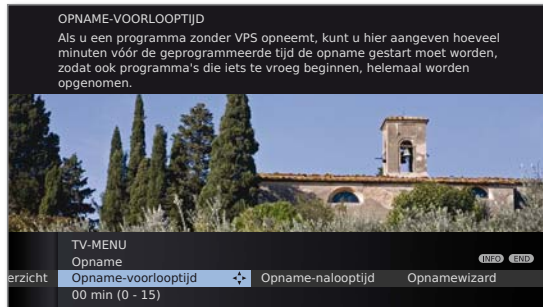 OPNAME-VOORLOOPTIJD
Als u een programma zonder VPS opneemt, kunt u hier aangeven hoeveel
minuten vóór de geprogrammeerde tijd de opname gestart moet worden,
zodat ook programma's die iets te vroeg beginnen, helemaal worden
opgenomen.
TV-MENU
Opname
INFO END
erzicht Opname-voorlooptijd Opname-nalooptijd Opnamewizard
00 min (0 - 15)